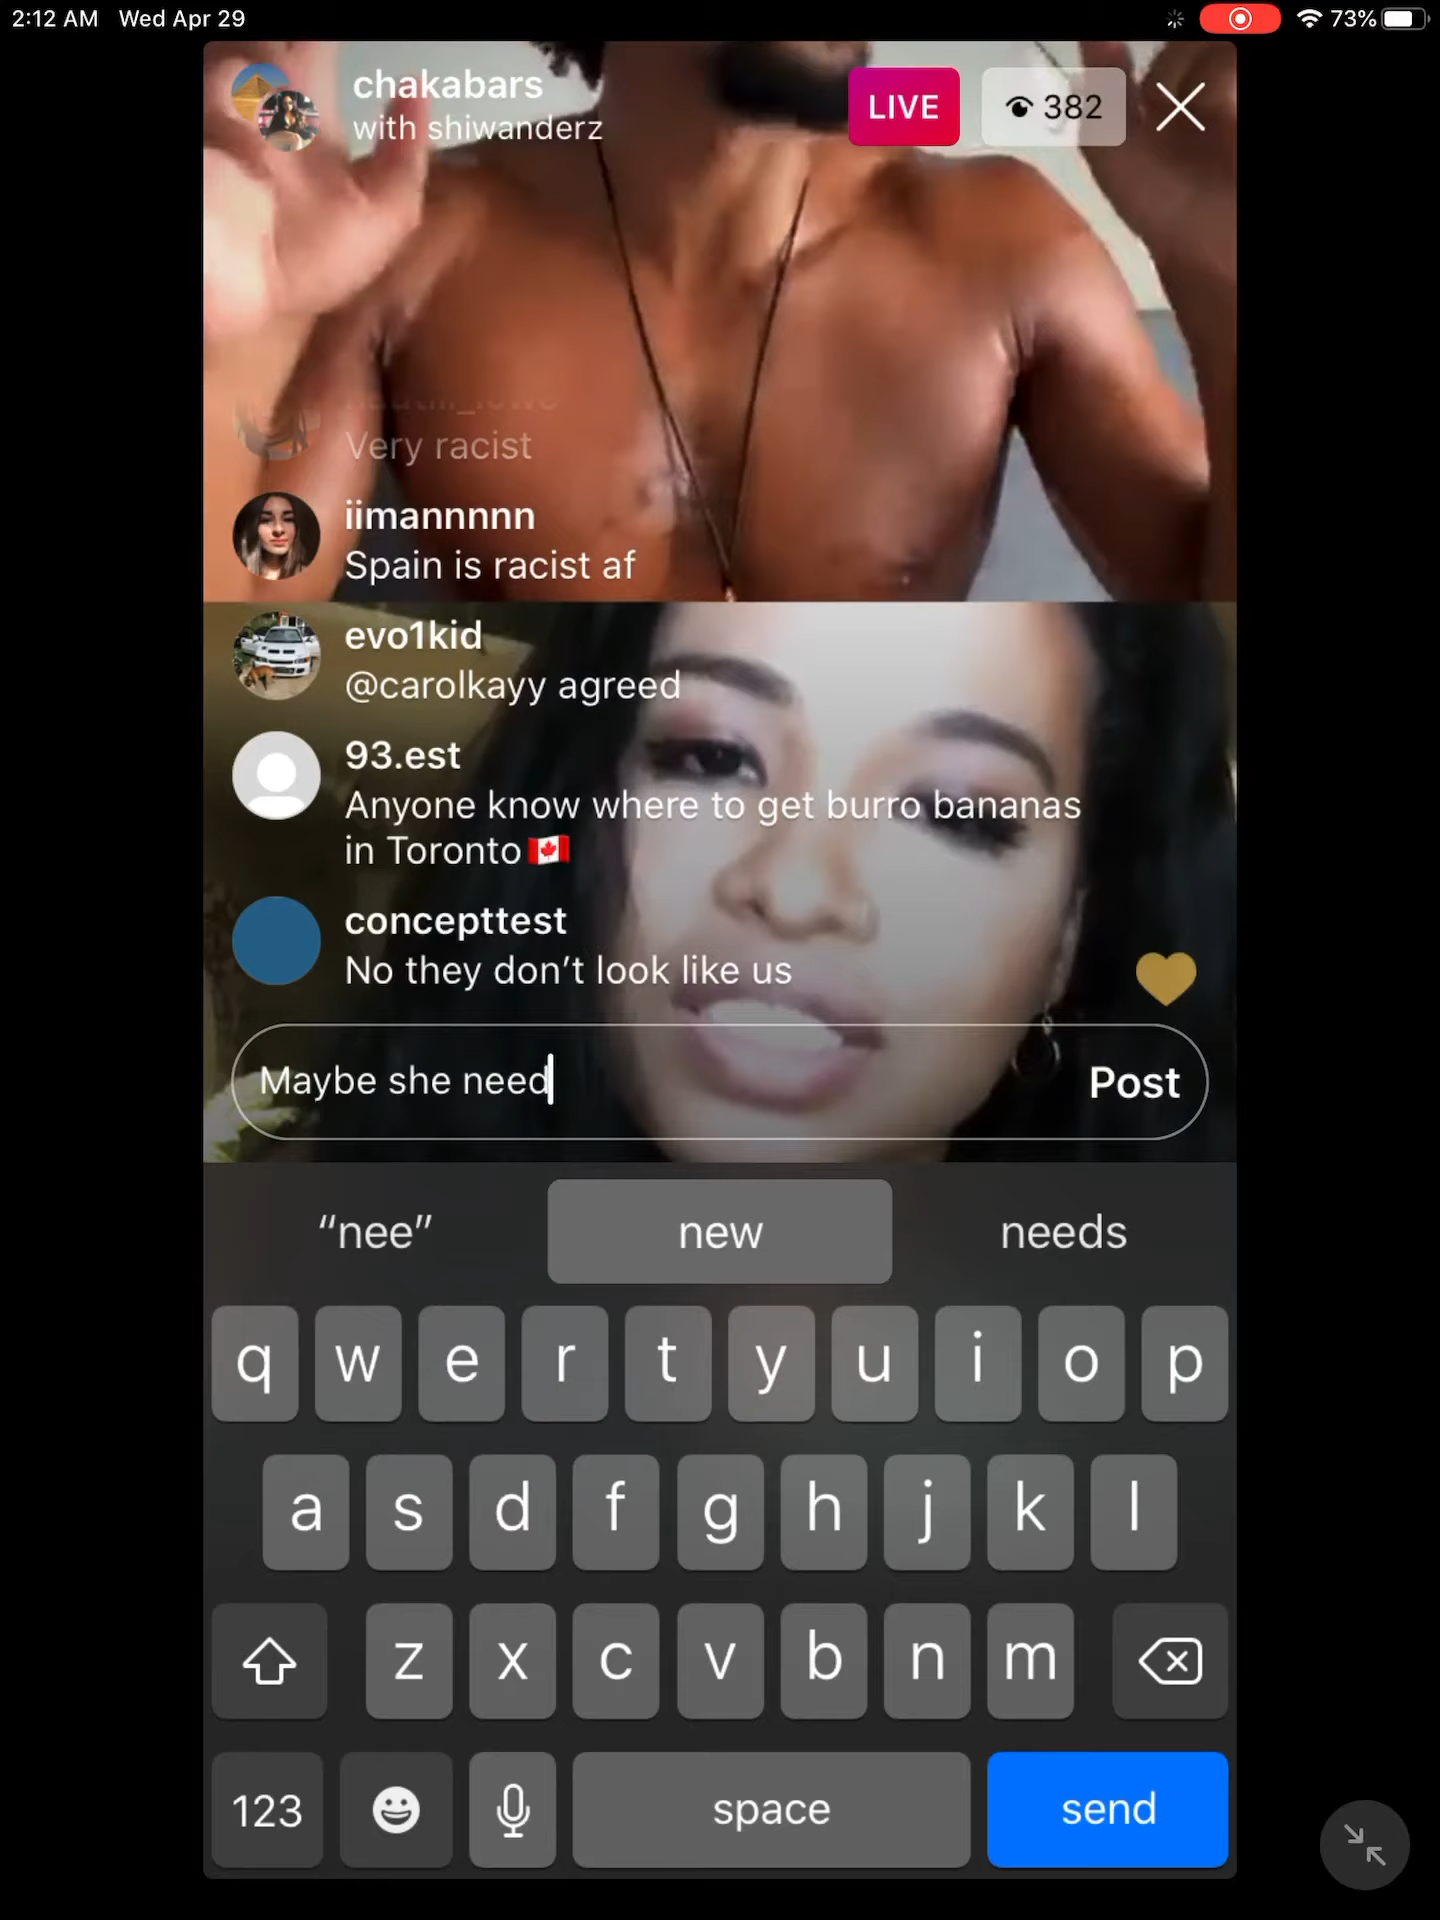 2:12 AM Wed Apr 29
73%
chakabars
with shiwanderz
LIVE
382
Very racist
iimannnnn
Spain is racist af
evo1kid
@carolkayy agreed
93.est
Anyone know where to get burro bananas
in Toronto🇨🇦
concepttest
No they don’t look like us
Maybe she need
Post
“nee” new needs
q w e r t y u i o p
a s d f g h j k l
z x c v b n m
123 space send